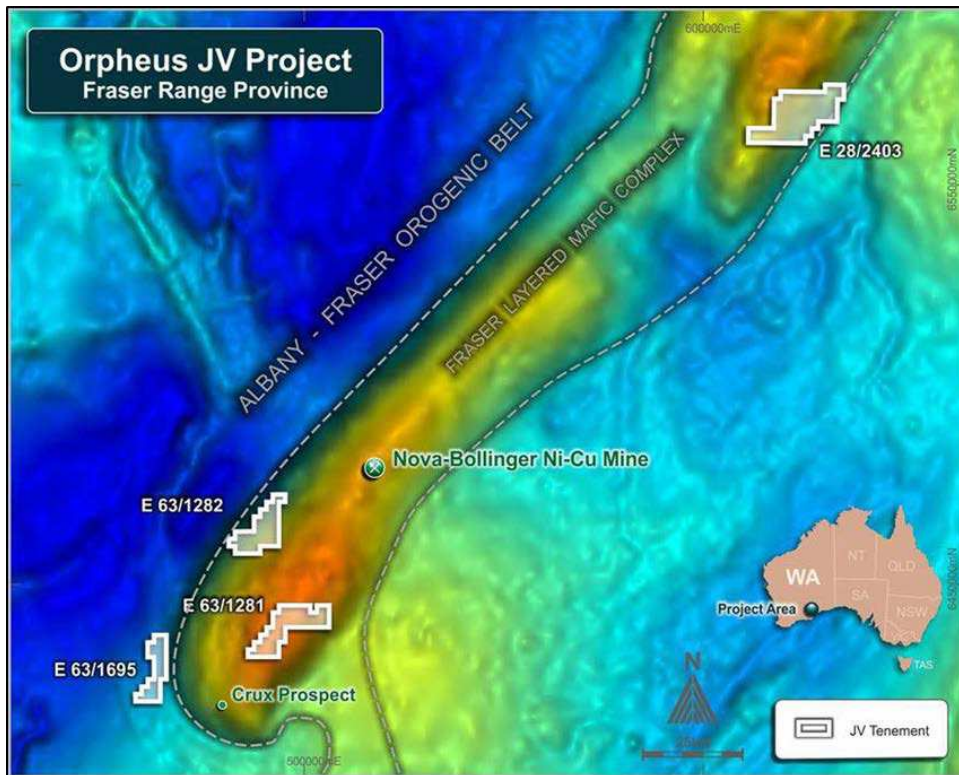 Orpheus JV Project
Fraser Range Province
600000mE
E 28/2403
6550000mN
ALBANY - FRASER OROGENIC BELT
FRASER LAYERED MAFIC COMPLEX
Nova-Bollinger Ni-Cu Mine
E 63/1282
E 63/1281
E 63/1695
Crux Prospect
500000mE
6450000mN
WA
NT
QLD
SA
NSW
TAS
Project Area
N
JV Tenement